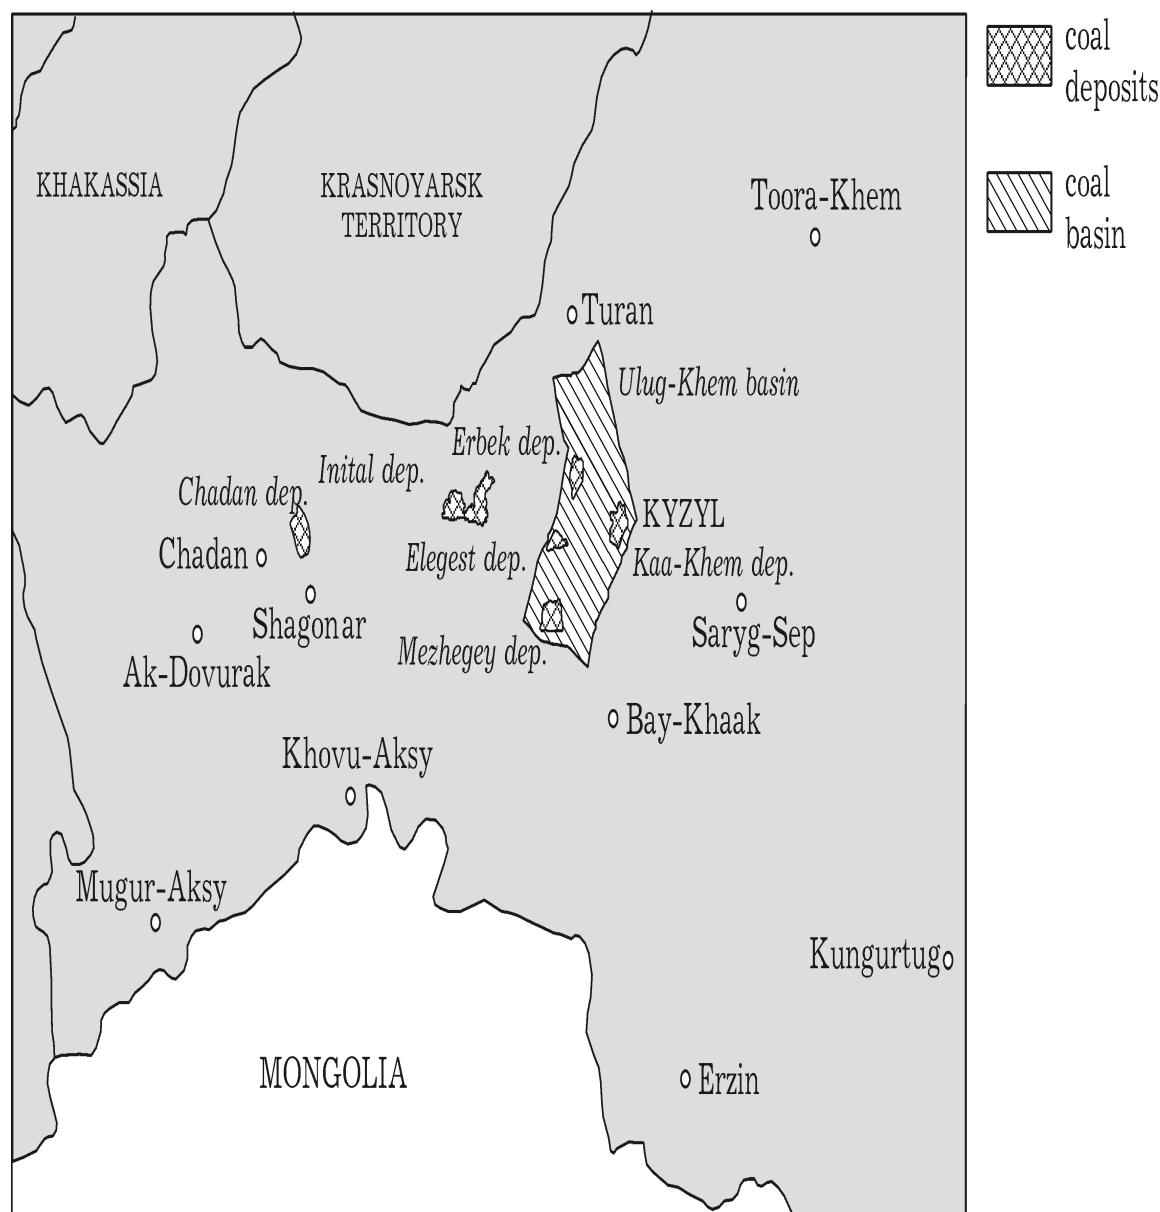 coal
deposits
KHAKASSIA
KRASNOYARSK
TERRITORY
coal
basin
Toora-Khem
Turan
Ulug-Khem basin
Erbek dep.
Inital dep.
Chadan dep.
KYZYL
Chadan
Elegest dep.
Kaa-Khem dep.
Shagonar
Saryg-Sep
Mezhegey dep.
Ak-Dovurak
Bay-Khaak
Khovu-Aksy
Mugur-Aksy
Kungurtug
MONGOLIA
Erzin